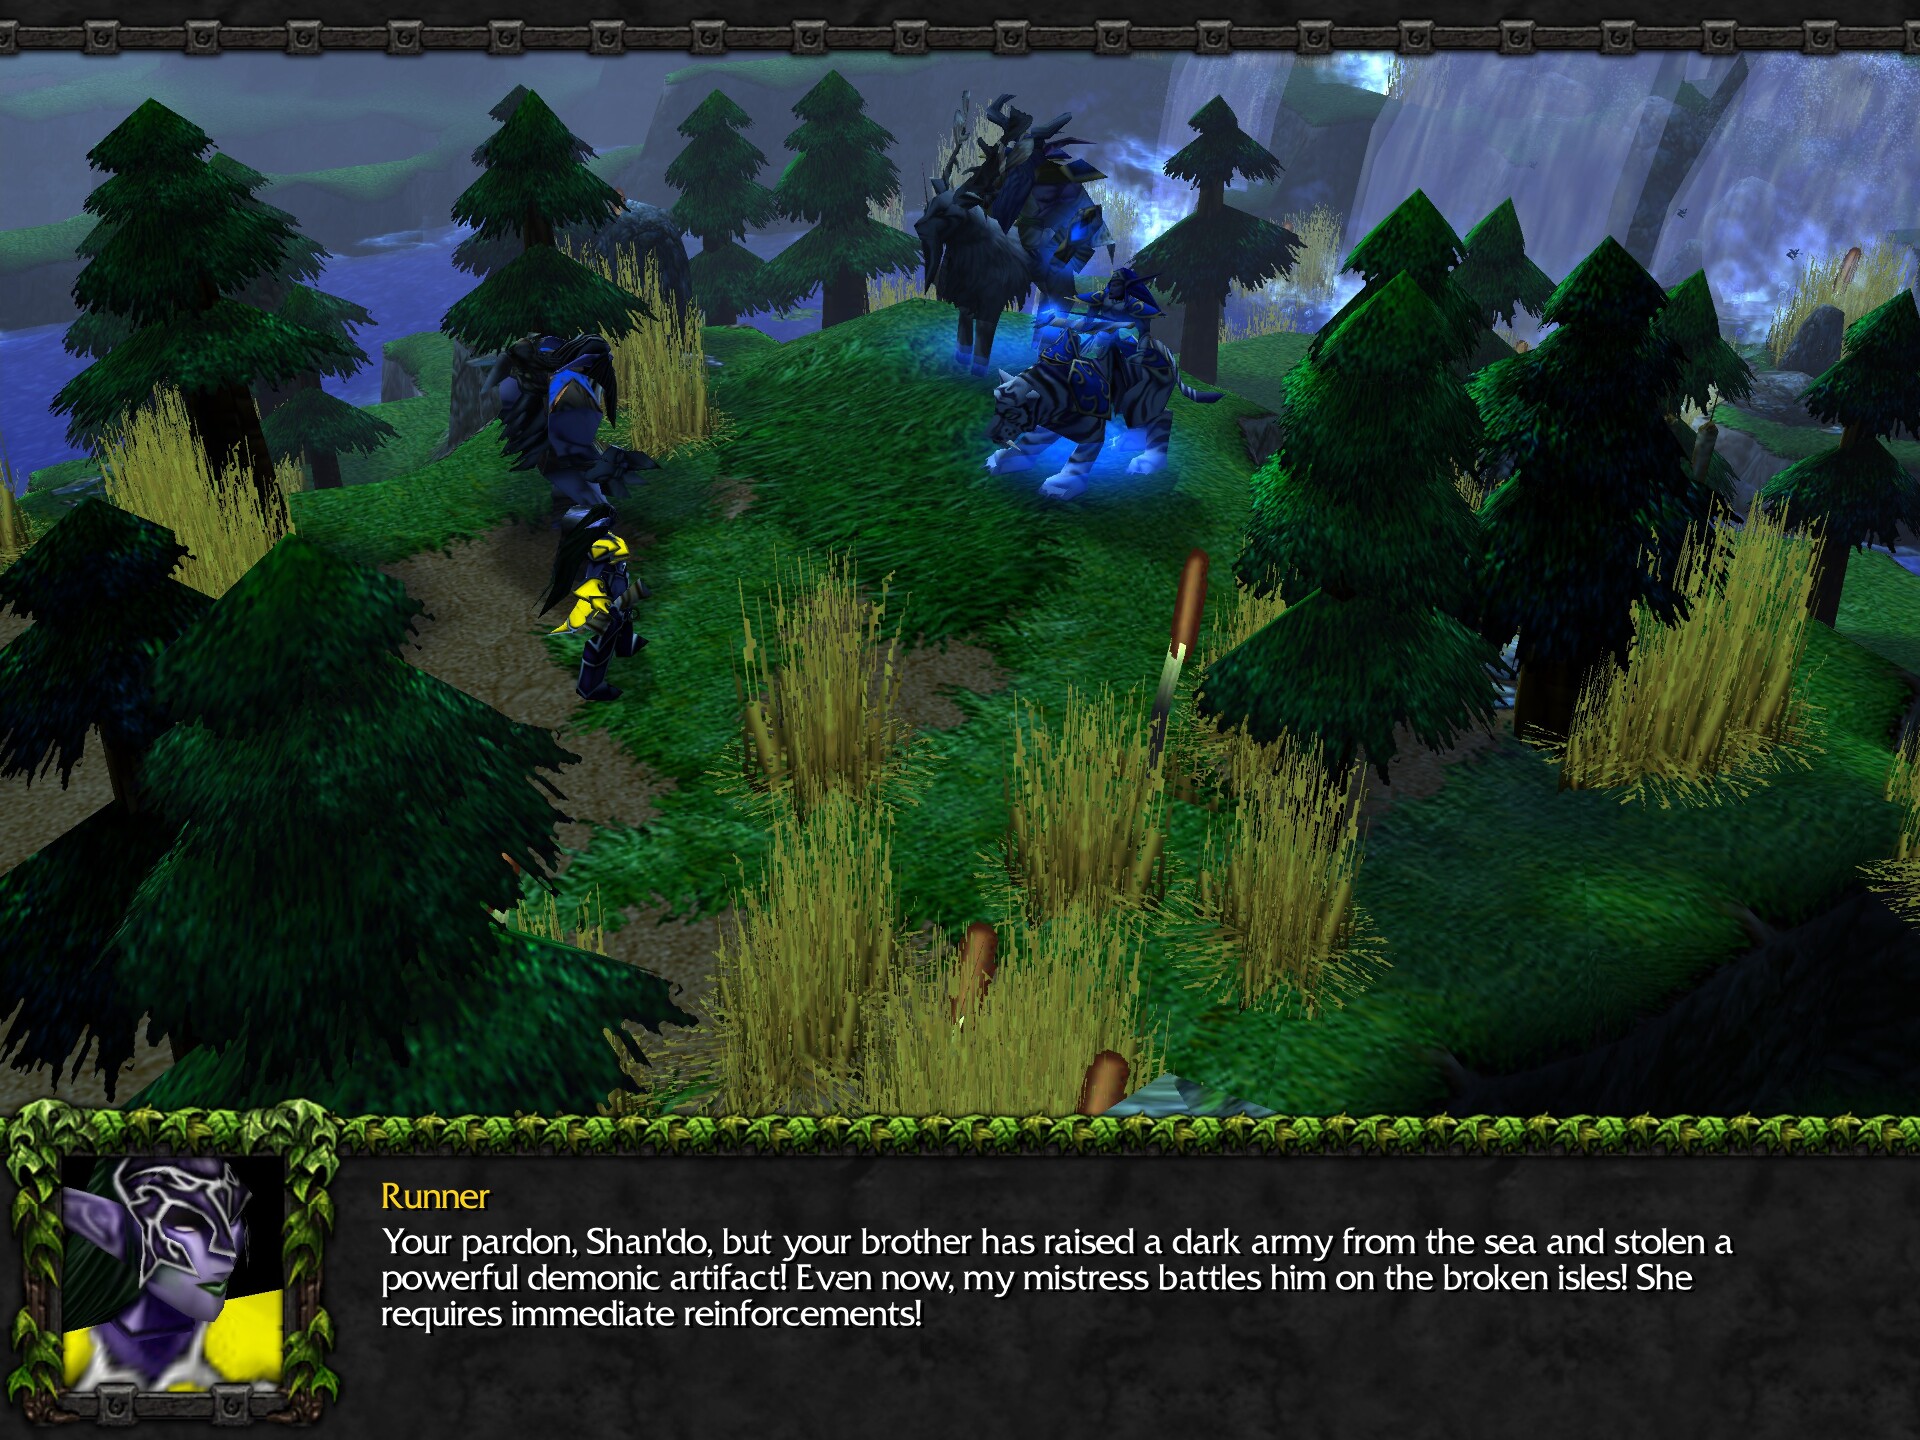 Runner
Your pardon, Shan'do, but your brother has raised a dark army from the sea and stolen a
powerful demonic artifact! Even now, my mistress battles him on the broken isles! She
requires immediate reinforcements!